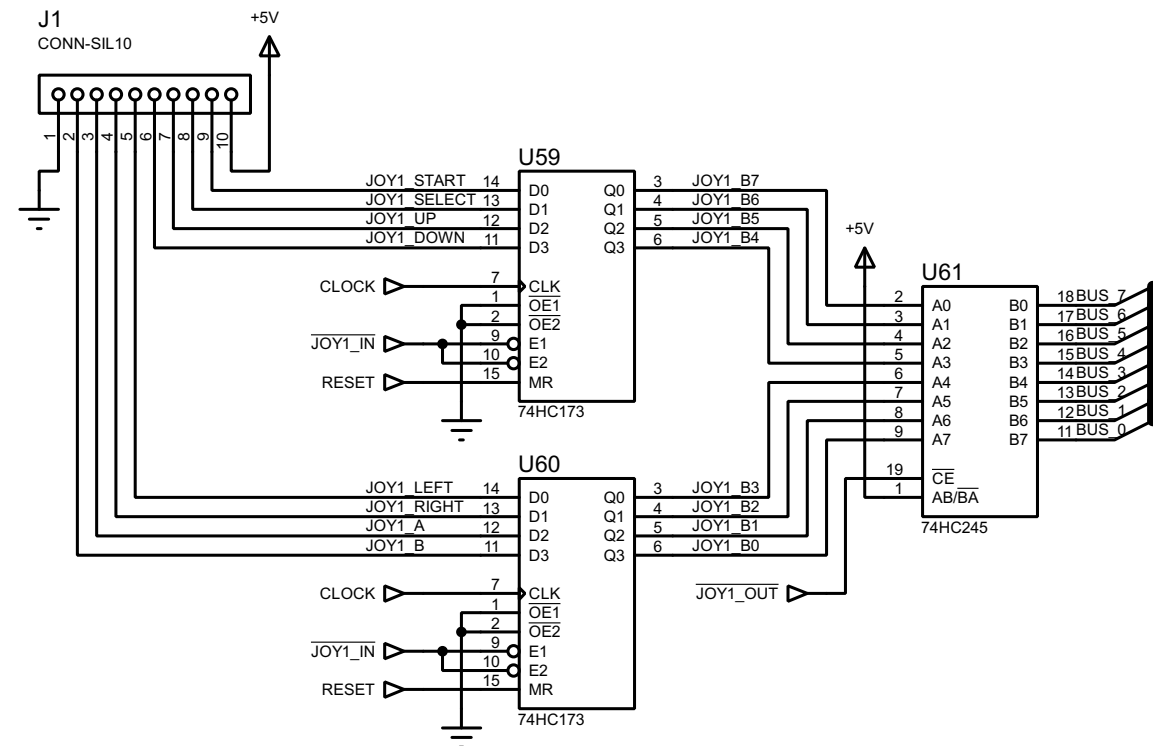 J1
CONN-SIL10
+5V
1
2
3
4
5
6
7
8
9
10
U59
JOY1_START 14 D0 Q0 3 JOY1_B7
JOY1_SELECT 13 D1 Q1 4 JOY1_B6
JOY1_UP 12 D2 Q2 5 JOY1_B5
JOY1_DOWN 11 D3 Q3 6 JOY1_B4
CLOCK 7 CLK
1 OE1
2 OE2
JOY1_IN 9 E1
10 E2
RESET 15 MR
74HC173
+5V
U61
2 A0 B0 18 BUS_7
3 A1 B1 17 BUS_6
4 A2 B2 16 BUS_5
5 A3 B3 15 BUS_4
6 A4 B4 14 BUS_3
7 A5 B5 13 BUS_2
8 A6 B6 12 BUS_1
9 A7 B7 11 BUS_0
19 CE
1 AB/BA
74HC245
JOY1_OUT
U60
JOY1_LEFT 14 D0 Q0 3 JOY1_B3
JOY1_RIGHT 13 D1 Q1 4 JOY1_B2
JOY1_A 12 D2 Q2 5 JOY1_B1
JOY1_B 11 D3 Q3 6 JOY1_B0
CLOCK 7 CLK
1 OE1
2 OE2
JOY1_IN 9 E1
10 E2
RESET 15 MR
74HC173